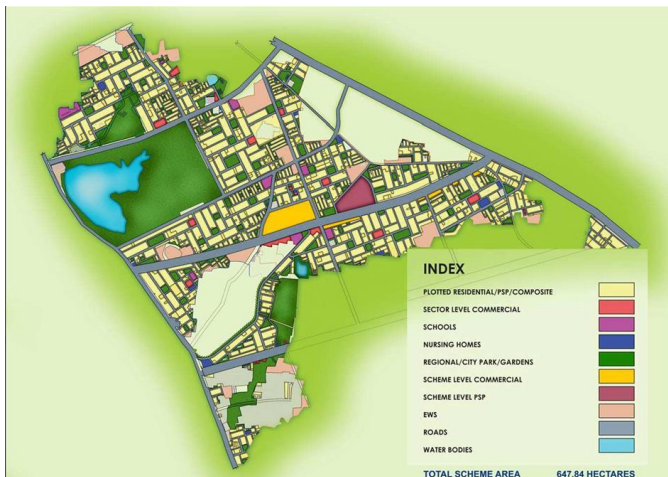 INDEX
PLOTTED RESIDENTIAL/PSP/COMPOSITE
SECTOR LEVEL COMMERCIAL
SCHOOLS
NURSING HOMES
REGIONAL/CITY PARK/GARDENS
SCHEME LEVEL COMMERCIAL
SCHEME LEVEL PSP
EWS
ROADS
WATER BODIES
TOTAL SCHEME AREA 647.84 HECTARES